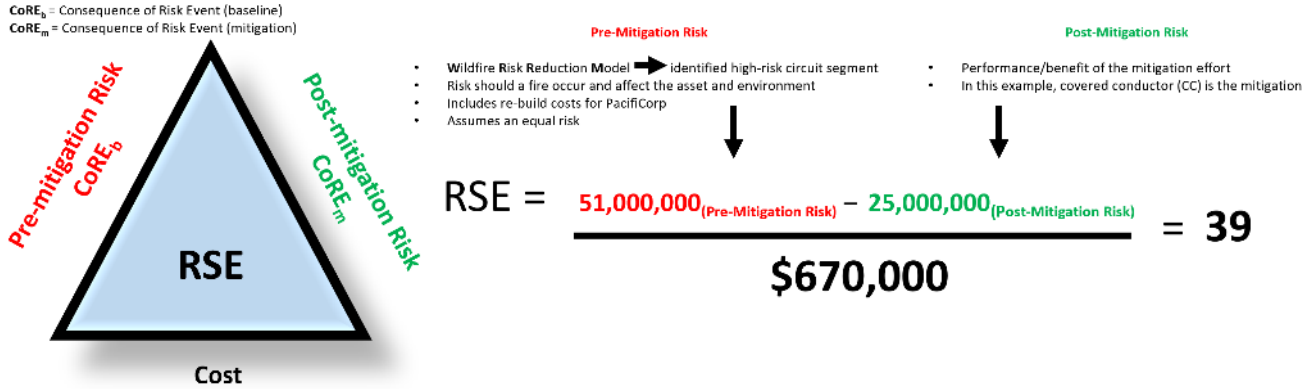 CoREb = Consequence of Risk Event (baseline)
CoREm = Consequence of Risk Event (mitigation)
Pre-mitigation Risk
CoREb
Post-mitigation Risk
CoREm
RSE
Cost
Pre-Mitigation Risk
• Wildfire Risk Reduction Model identified high-risk circuit segment
• Risk should a fire occur and affect the asset and environment
• Includes re-build costs for PacifiCorp
• Assumes an equal risk
Post-Mitigation Risk
• Performance/benefit of the mitigation effort
• In this example, covered conductor (CC) is the mitigation
RSE = 51,000,000(Pre-Mitigation Risk) – 25,000,000(Post-Mitigation Risk) = 39
$670,000